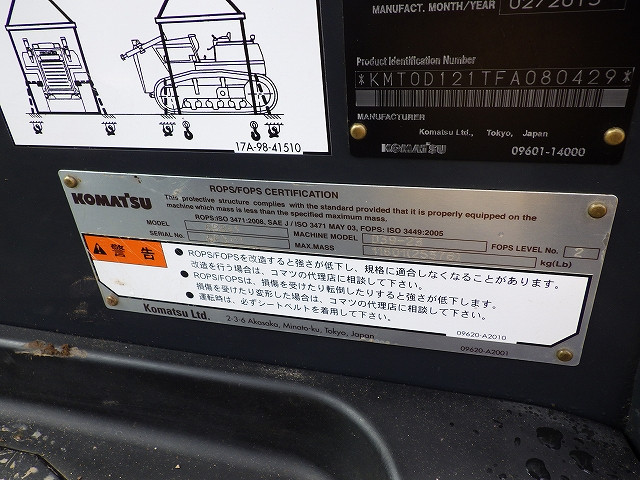 MANUFACT. MONTH/YEAR 02/2015
Product Identification Number
*KMT0D121TFA080429*
MANUFACTURER
Komatsu Ltd., Tokyo, Japan
KOMATSU 09601-14000
17A-98-41510
KOMATSU
ROPS/FOPS CERTIFICATION
This protective structure complies with the standard provided that it is properly equipped on the
machine which mass is less than the specified maximum mass.
ROPS:ISO 3471:2008, SAE J / ISO 3471 MAY 03, FOPS: ISO 3449:2005
MODEL
MACHINE MODEL
FOPS LEVEL No. 2
SERIAL No.
MAX.MASS
kg(Lb)
警告
● ROPS/FOPSを改造すると強さが低下し、規格に適合しなくなることがあります。
改造を行う場合は、コマツの代理店に相談して下さい。
● ROPS/FOPSは、損傷を受けたり転倒したりすると強さが低下します。
損傷を受けたり変形した場合は、コマツの代理店に相談して下さい。
● 運転時は、必ずシートベルトを着用して下さい。
09620-A2010
Komatsu Ltd.
2-3-6 Akasaka, Minato-ku, Tokyo, Japan
09620-A2001